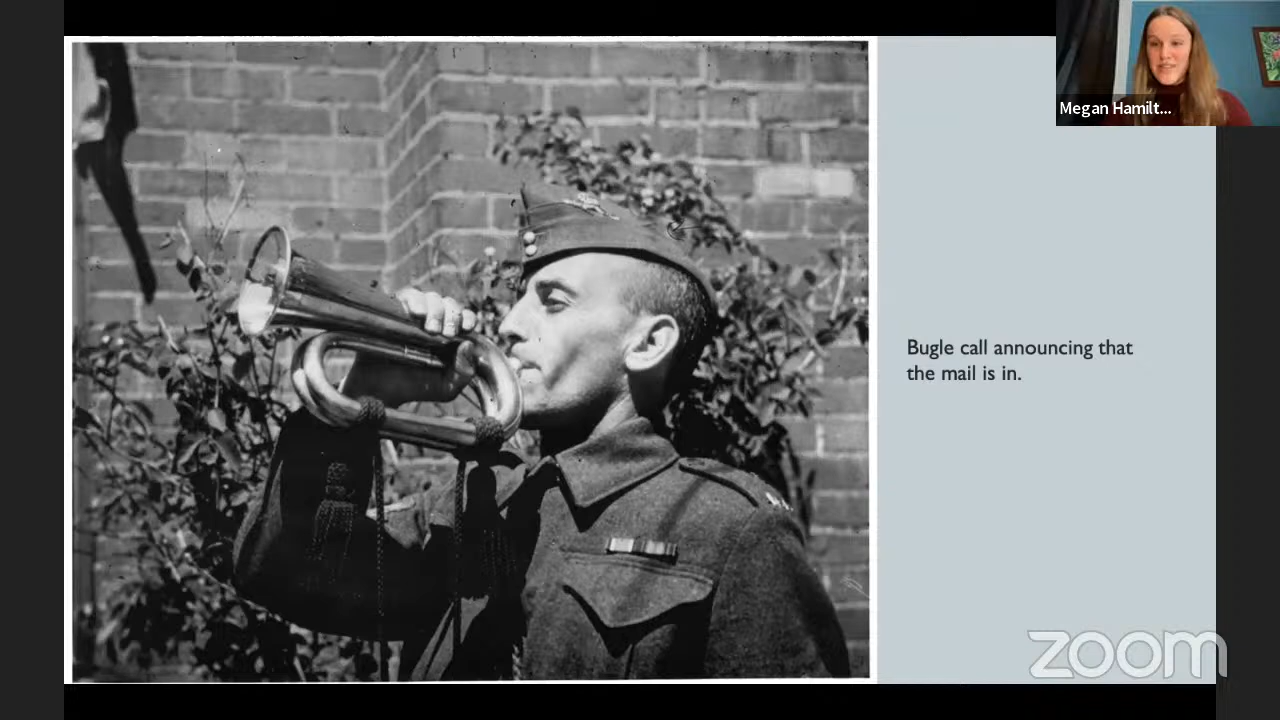 Megan Hamilt...
Bugle call announcing that
the mail is in.
zoom